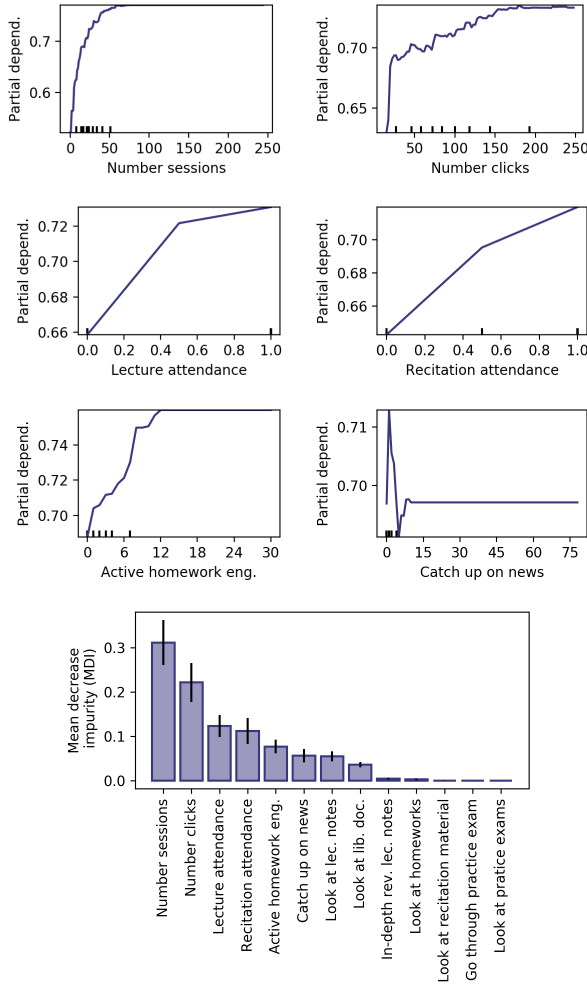 Partial depend.
0.7
0.6
0 50 100 150 200 250
Number sessions
Partial depend.
0.70
0.65
50 100 150 200 250
Number clicks
Partial depend.
0.72
0.70
0.68
0.66
0.0 0.2 0.4 0.6 0.8 1.0
Lecture attendance
Partial depend.
0.70
0.68
0.66
0.0 0.2 0.4 0.6 0.8 1.0
Recitation attendance
Partial depend.
0.74
0.72
0.70
0 6 12 18 24 30
Active homework eng.
Partial depend.
0.71
0.70
0 15 30 45 60 75
Catch up on news
Mean decrease
impurity (MDI)
0.3
0.2
0.1
0.0
Number sessions
Number clicks
Lecture attendance
Recitation attendance
Active homework eng.
Catch up on news
Look at lec. notes
Look at lib. doc.
In-depth rev. lec. notes
Look at homeworks
Look at recitation material
Go through practice exam
Look at pratice exams